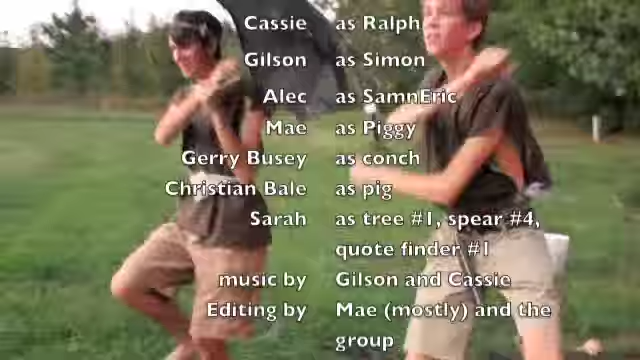 Cassie as Ralph
Gilson as Simon
Alec as SamnEric
Mae as Piggy
Gerry Busey as conch
Christian Bale as pig
Sarah as tree #1, spear #4,
quote finder #1
music by Gilson and Cassie
Editing by Mae (mostly) and the
group